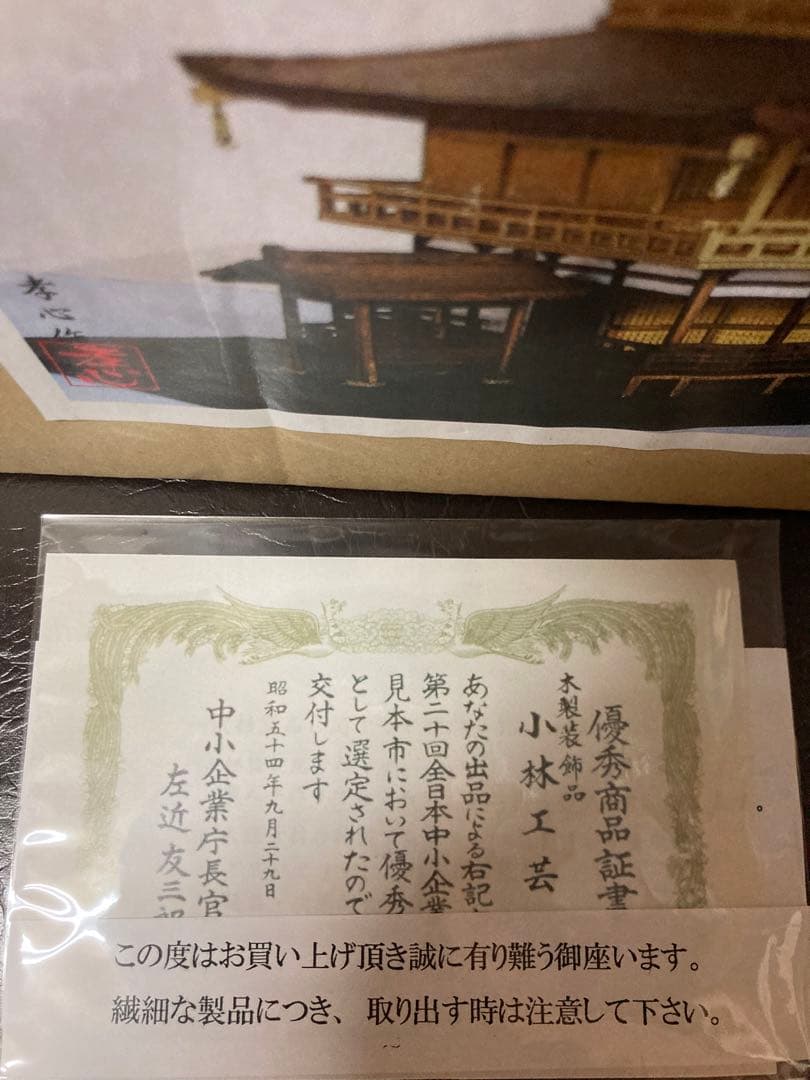 孝心作
優秀商品証書
木製装飾品
小林工芸
あなたの出品による右記
第二十回全日本中小企業
見本市において優秀
として選定されたので
交付します
昭和五十四年九月二十九日
中小企業庁長官
左近友三郎
この度はお買い上げ頂き誠に有り難う御座います。
繊細な製品につき、取り出す時は注意して下さい。